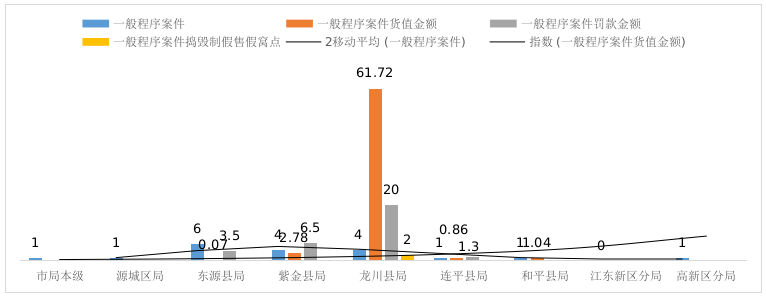 一般程序案件 一般程序案件货值金额 一般程序案件罚款金额
一般程序案件捣毁制假售假窝点 2移动平均 (一般程序案件) 指数 (一般程序案件货值金额)
61.72
20
6 3.5 4 6.5 4 0.86
1 1 0.07 2.78 2 1 1.3 1 1.04 0 1
市局本级 源城区局 东源县局 紫金县局 龙川县局 连平县局 和平县局 江东新区分局 高新区分局